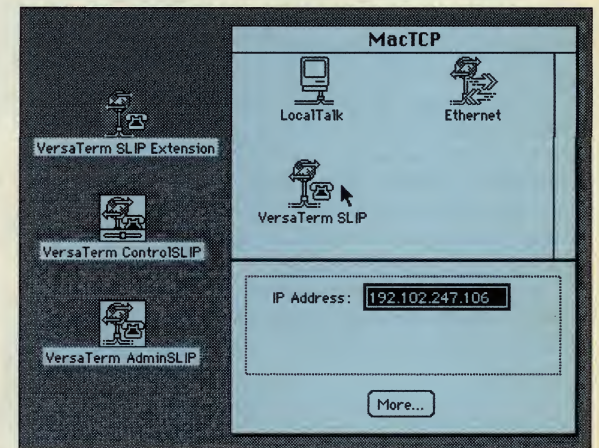 MacTCP
LocalTalk
Ethernet
VersaTerm SLIP
VersaTerm SLIP Extension
VersaTerm ControlSLIP
VersaTerm AdminSLIP
IP Address: 192.102.247.106
More...